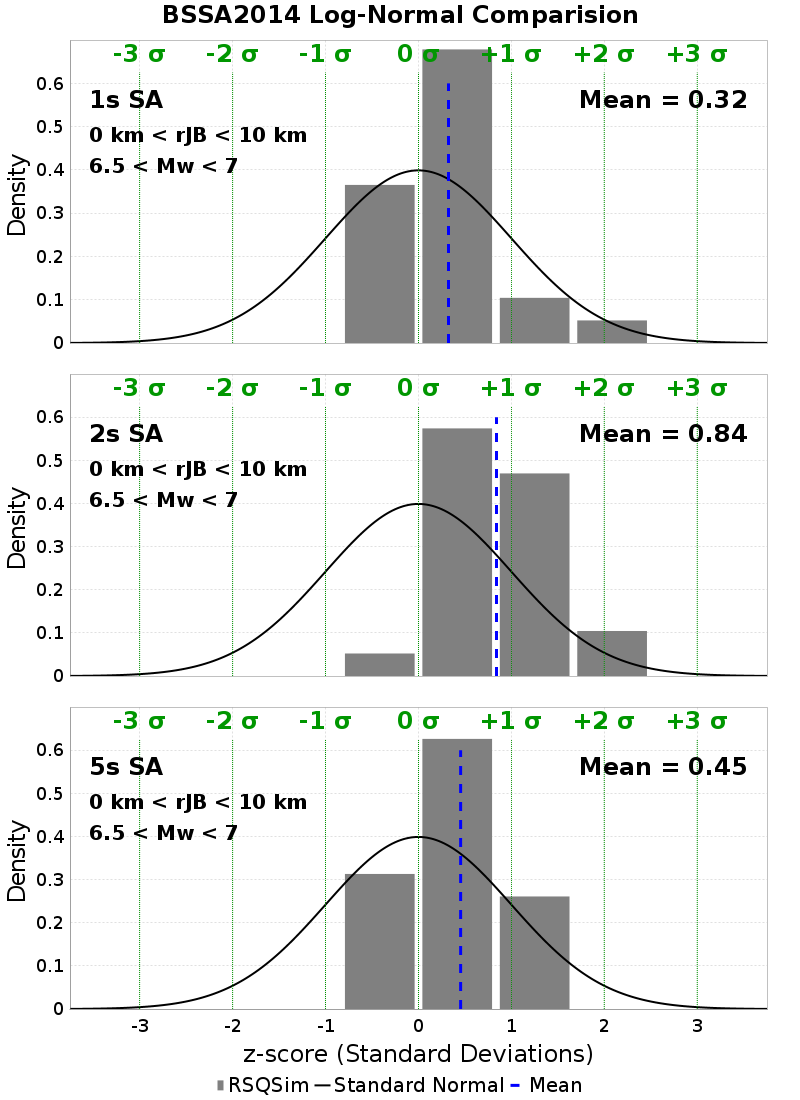 BSSA2014 Log-Normal Comparision
-3 σ -2 σ -1 σ 0 σ +1 σ +2 σ +3 σ
1s SA Mean = 0.32
0 km < rJB < 10 km
6.5 < Mw < 7
Density
0.6
0.5
0.4
0.3
0.2
0.1
0
-3 σ -2 σ -1 σ 0 σ +1 σ +2 σ +3 σ
2s SA Mean = 0.84
0 km < rJB < 10 km
6.5 < Mw < 7
Density
0.6
0.5
0.4
0.3
0.2
0.1
0
-3 σ -2 σ -1 σ 0 σ +1 σ +2 σ +3 σ
5s SA Mean = 0.45
0 km < rJB < 10 km
6.5 < Mw < 7
Density
0.6
0.5
0.4
0.3
0.2
0.1
0
-3 -2 -1 0 1 2 3
z-score (Standard Deviations)
RSQSim Standard Normal Mean